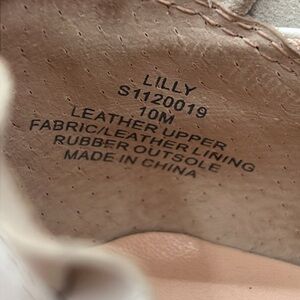 LILLY
S1120019
10M
LEATHER UPPER
FABRIC/LEATHER LINING
RUBBER OUTSOLE
MADE IN CHINA